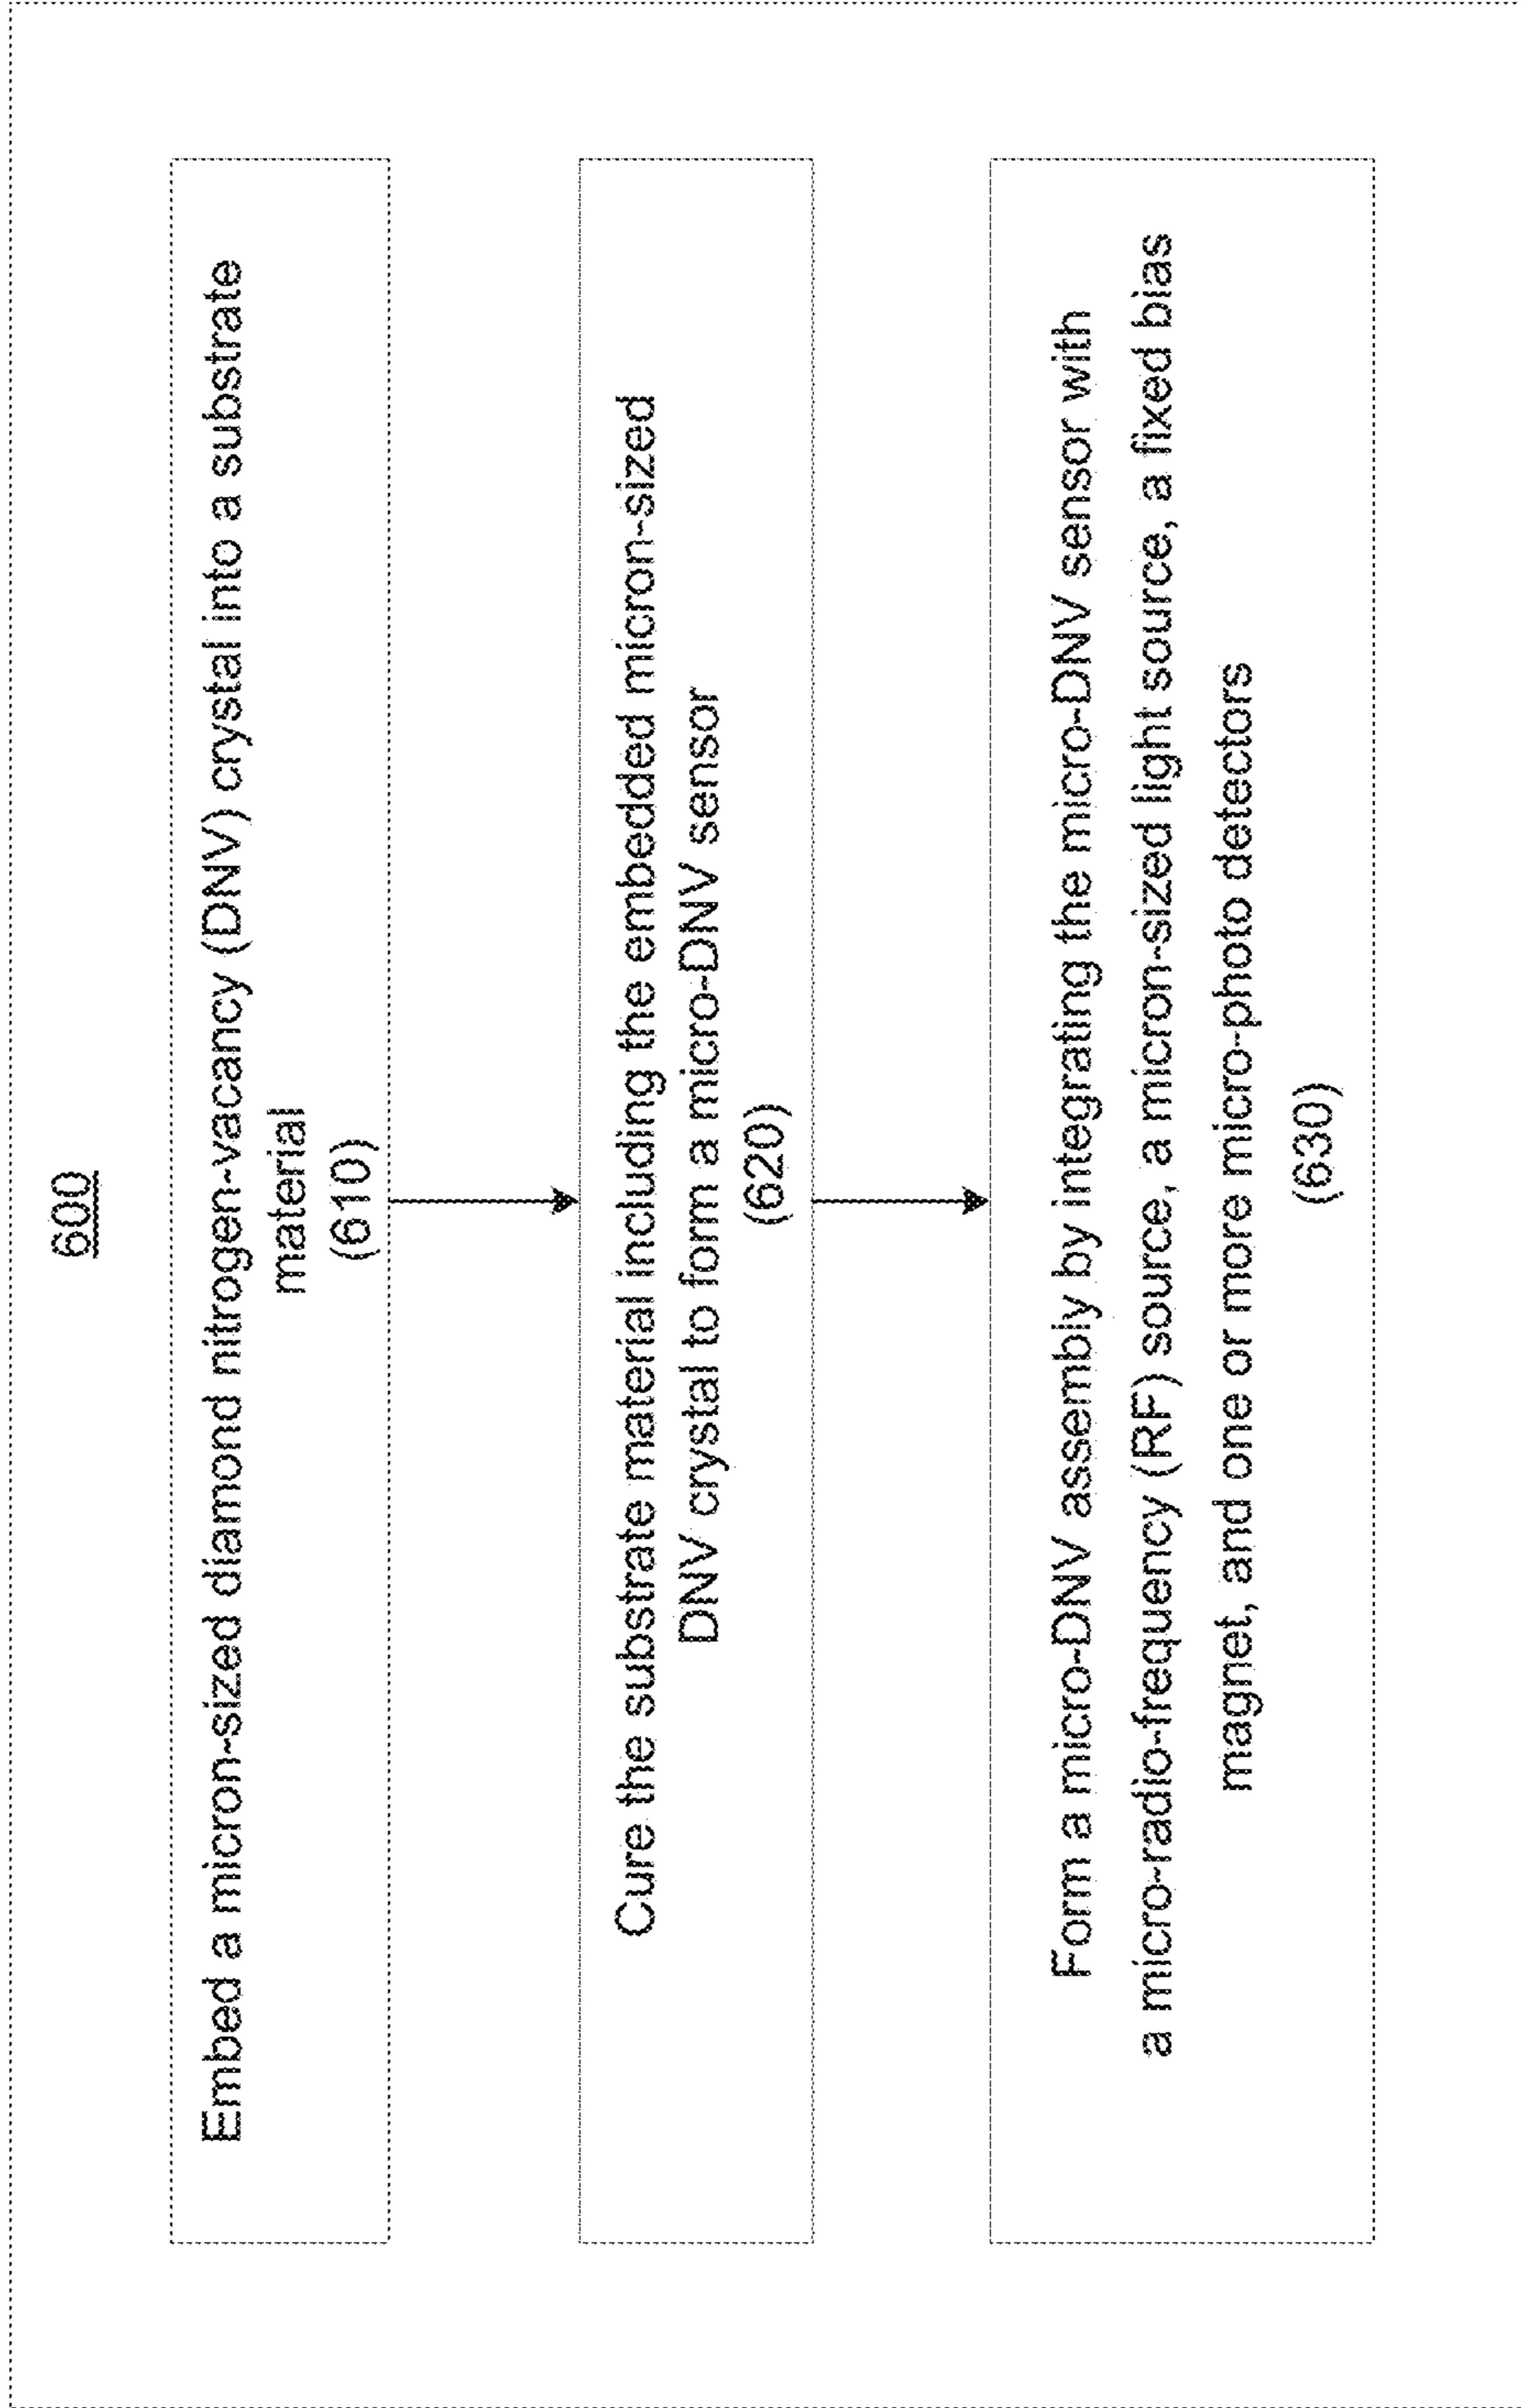 600
Embed a micron-sized diamond nitrogen-vacancy (DNV) crystal into a substrate
material
(610)
Cure the substrate material including the embedded micron-sized
DNV crystal to form a micro-DNV sensor
(620)
Form a micro-DNV assembly by integrating the micro-DNV sensor with
a micro-radio-frequency (RF) source, a micron-sized light source, a fixed bias
magnet, and one or more micro-photo detectors
(630)